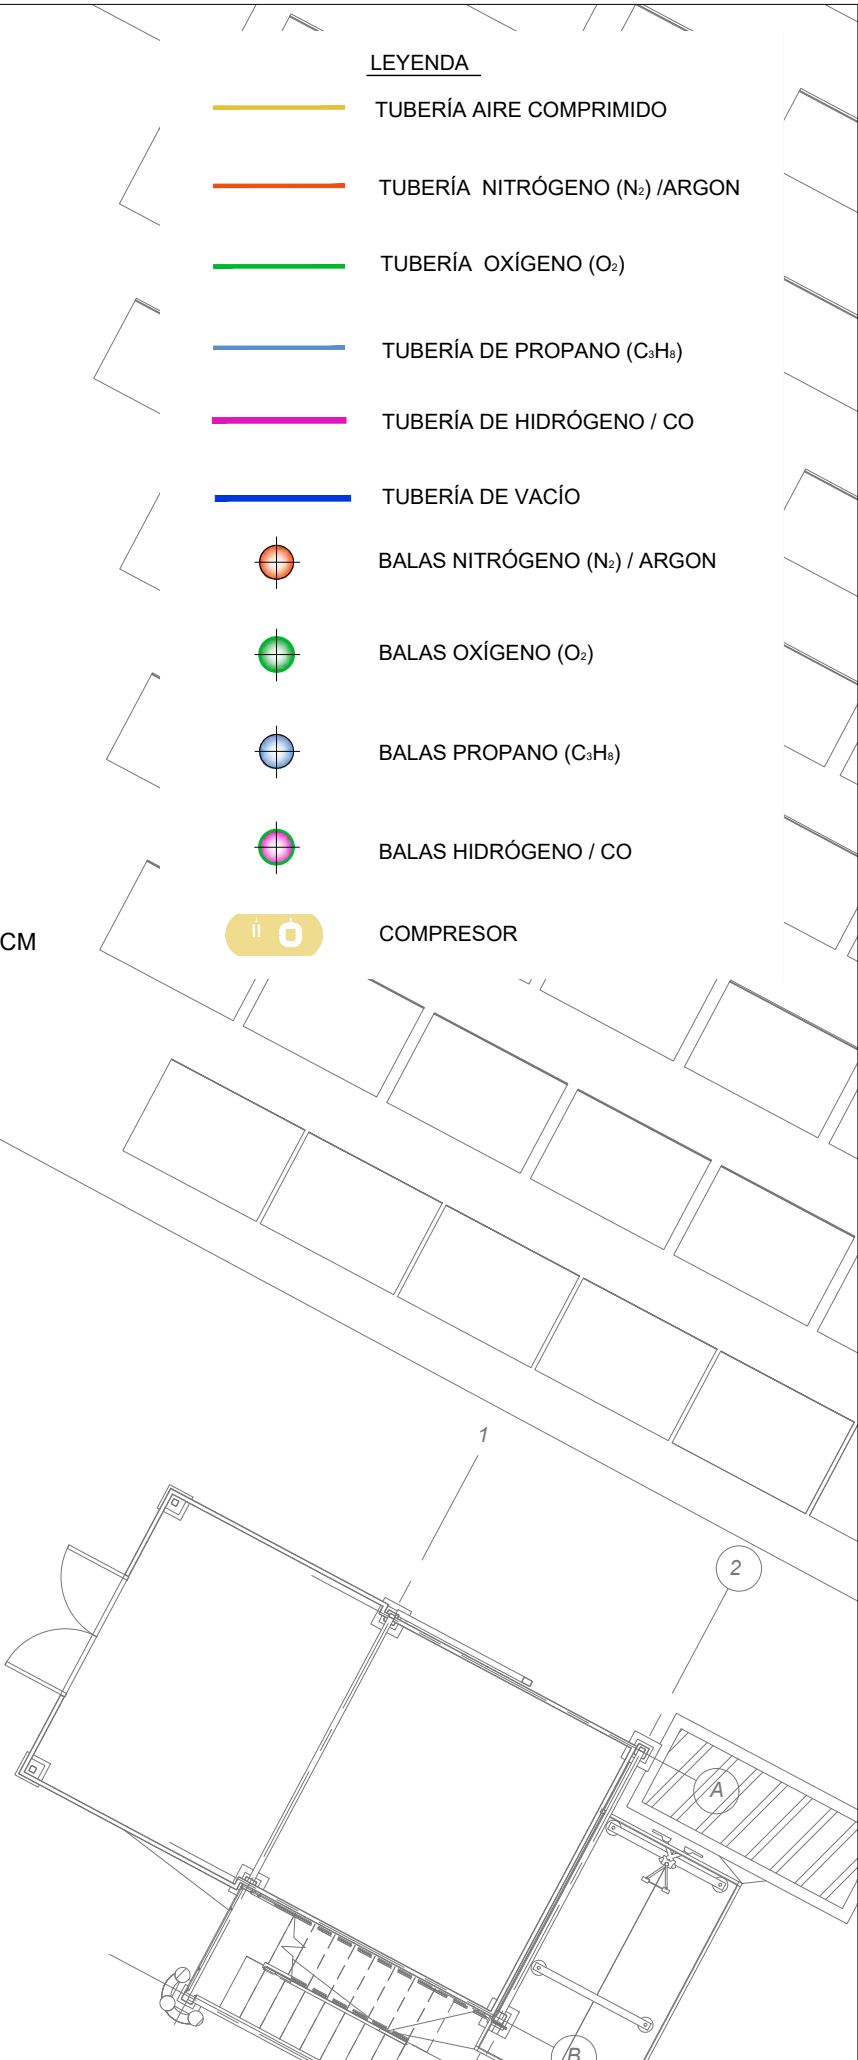 LEYENDA
TUBERÍA AIRE COMPRIMIDO
TUBERÍA NITRÓGENO (N₂) /ARGON
TUBERÍA OXÍGENO (O₂)
TUBERÍA DE PROPANO (C₃H₈)
TUBERÍA DE HIDRÓGENO / CO
TUBERÍA DE VACÍO
BALAS NITRÓGENO (N₂) / ARGON
BALAS OXÍGENO (O₂)
BALAS PROPANO (C₃H₈)
BALAS HIDRÓGENO / CO
CM
COMPRESOR
1
2
A
B